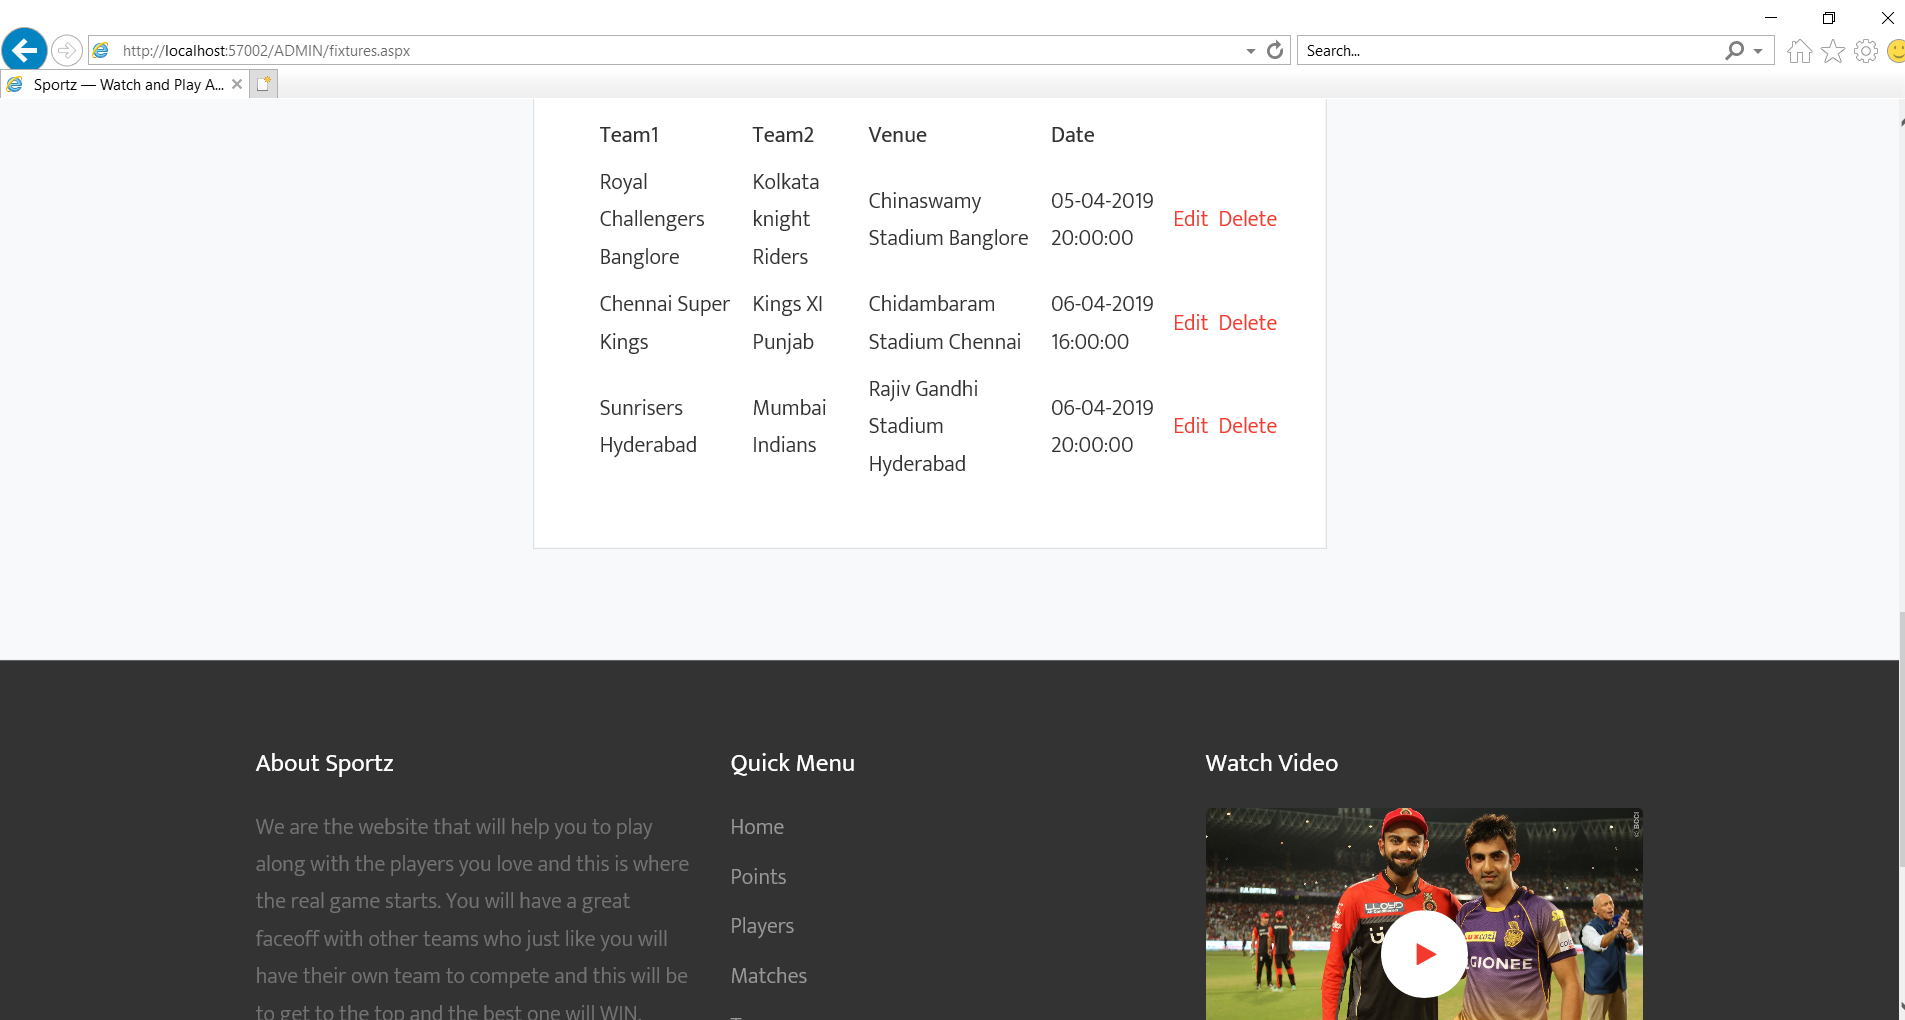 http://localhost:57002/ADMIN/fixtures.aspx
Search...
Sportz — Watch and Play A...
Team1 Team2 Venue Date
Royal Challengers Banglore Kolkata knight Riders Chinaswamy Stadium Banglore 05-04-2019 20:00:00 Edit Delete
Chennai Super Kings Kings XI Punjab Chidambaram Stadium Chennai 06-04-2019 16:00:00 Edit Delete
Sunrisers Hyderabad Mumbai Indians Rajiv Gandhi Stadium Hyderabad 06-04-2019 20:00:00 Edit Delete
About Sportz
We are the website that will help you to play
along with the players you love and this is where
the real game starts. You will have a great
faceoff with other teams who just like you will
have their own team to compete and this will be
to get to the top and the best one will WIN.
Quick Menu
Home
Points
Players
Matches
Watch Video
BCCI
LLOYD
GIONEE